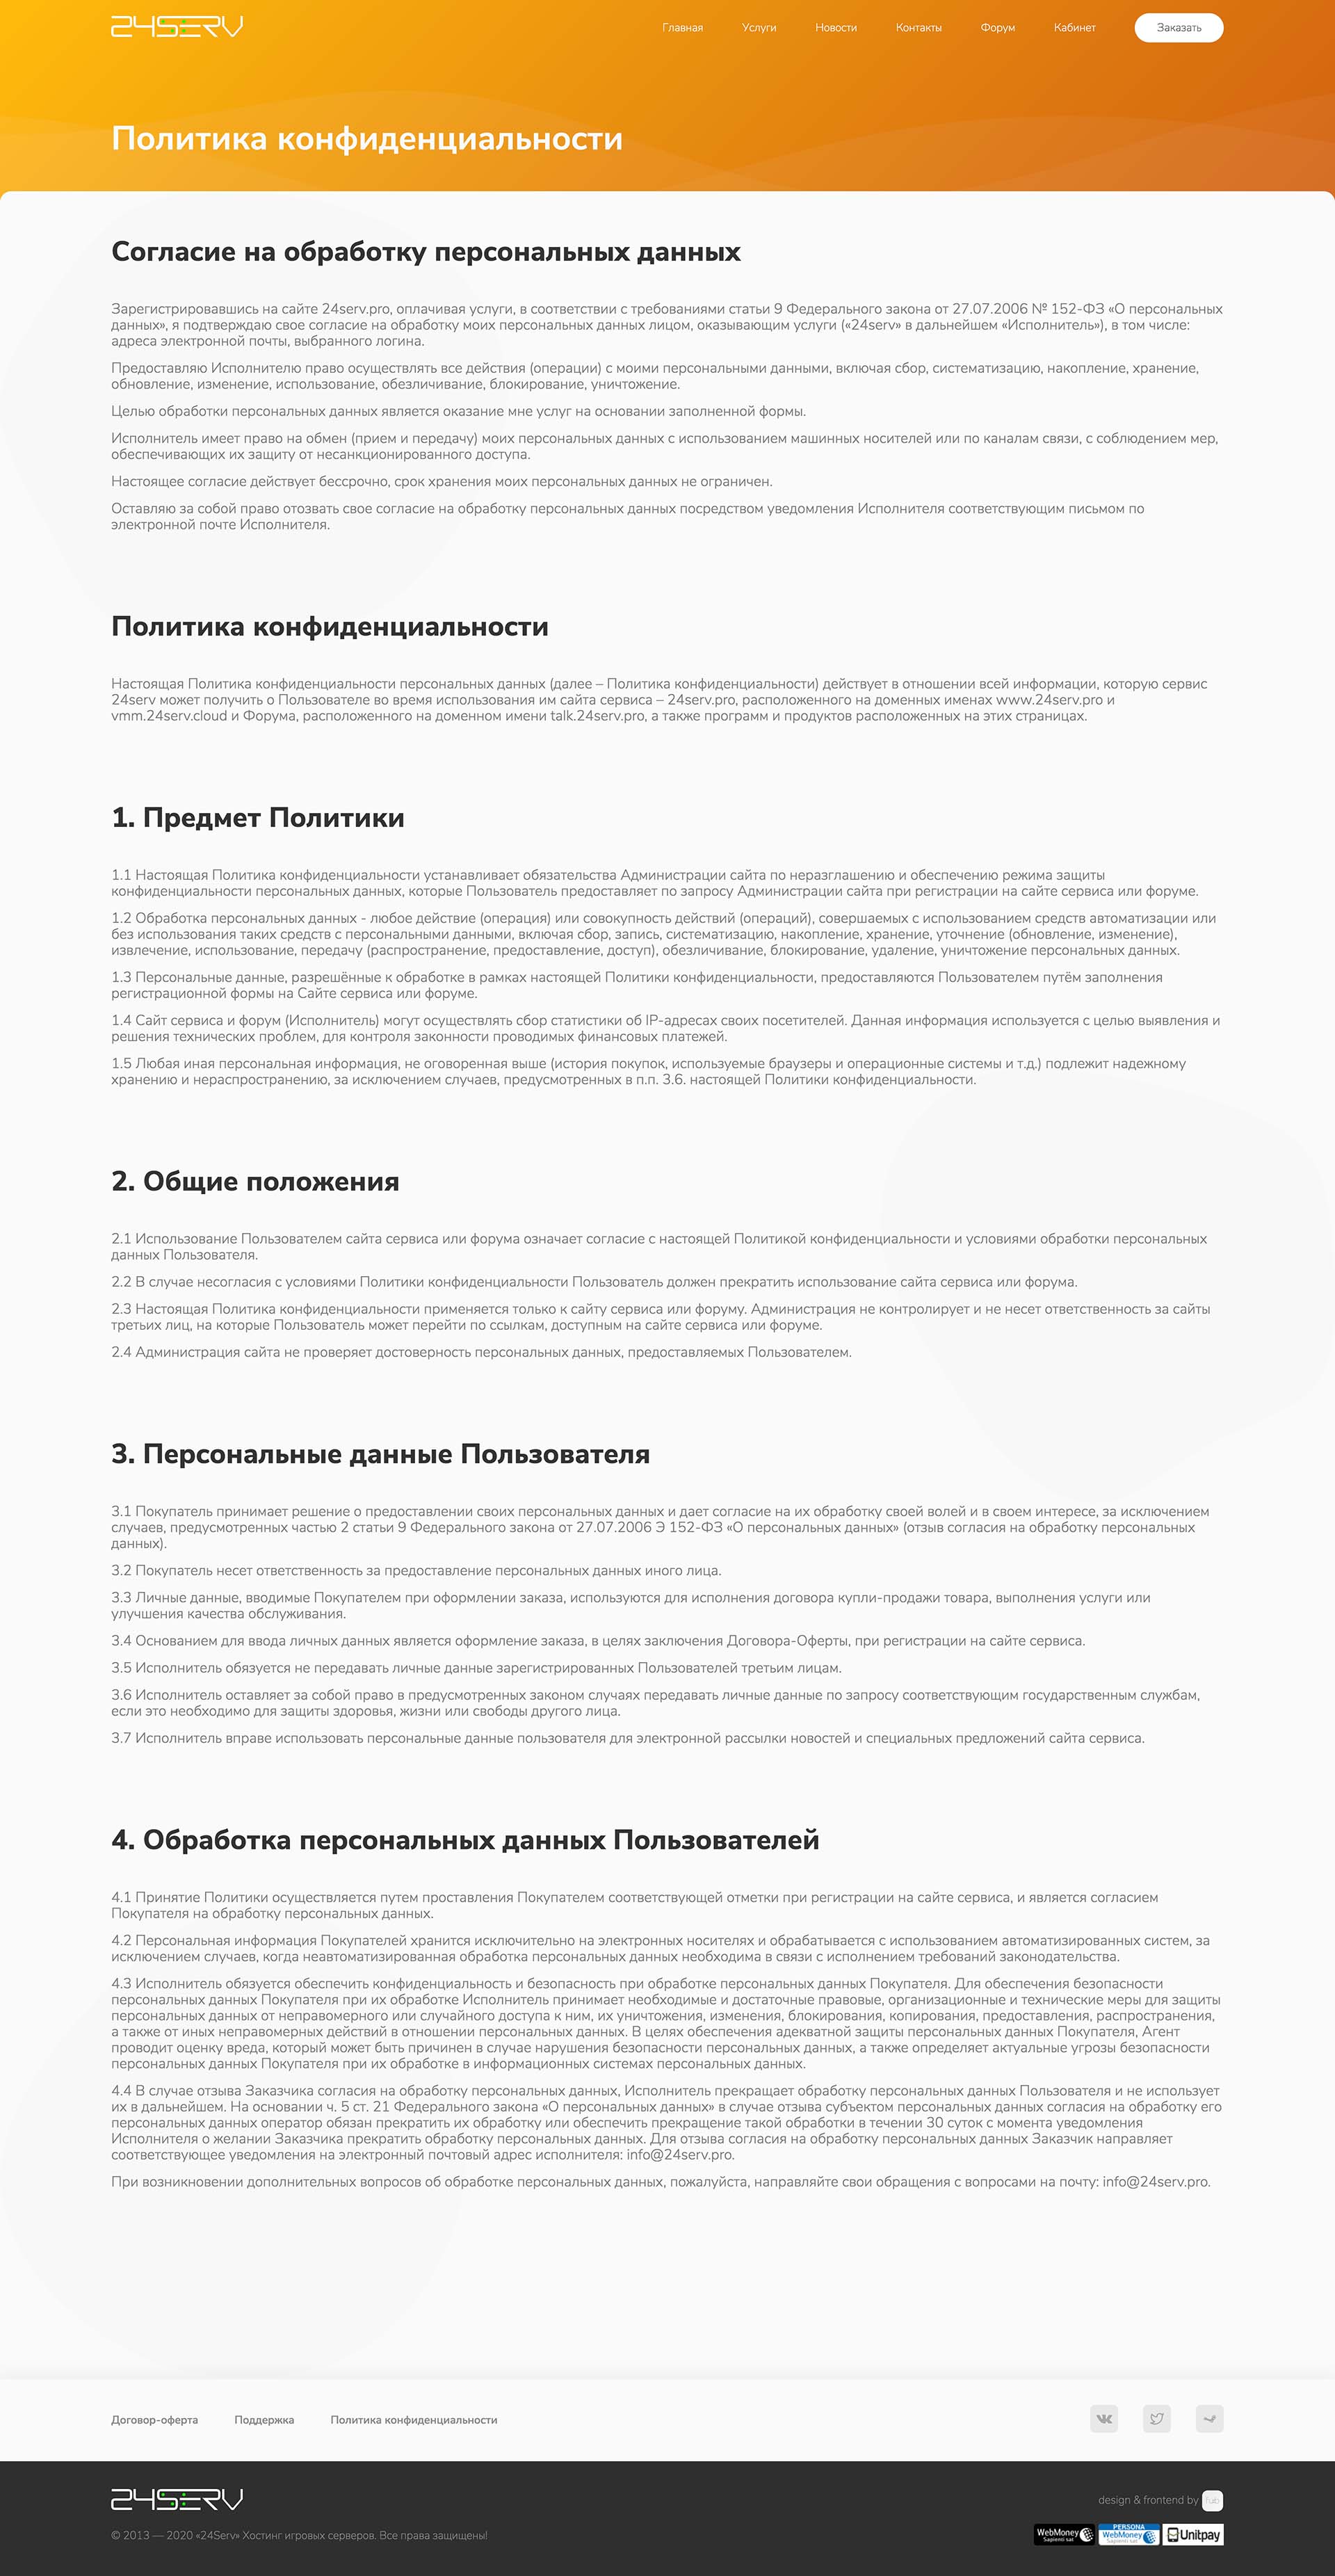 24SERV
Главная Услуги Новости Контакты Форум Кабинет Заказать
Политика конфиденциальности
Согласие на обработку персональных данных
Зарегистрировавшись на сайте 24serv.pro, оплачивая услуги, в соответствии с требованиями статьи 9 Федерального закона от 27.07.2006 № 152-ФЗ «О персональных
данных», я подтверждаю свое согласие на обработку моих персональных данных лицом, оказывающим услуги («24serv» в дальнейшем «Исполнитель»), в том числе:
адреса электронной почты, выбранного логина.
Предоставляю Исполнителю право осуществлять все действия (операции) с моими персональными данными, включая сбор, систематизацию, накопление, хранение,
обновление, изменение, использование, обезличивание, блокирование, уничтожение.
Целью обработки персональных данных является оказание мне услуг на основании заполненной формы.
Исполнитель имеет право на обмен (прием и передачу) моих персональных данных с использованием машинных носителей или по каналам связи, с соблюдением мер,
обеспечивающих их защиту от несанкционированного доступа.
Настоящее согласие действует бессрочно, срок хранения моих персональных данных не ограничен.
Оставляю за собой право отозвать свое согласие на обработку персональных данных посредством уведомления Исполнителя соответствующим письмом по
электронной почте Исполнителя.
Политика конфиденциальности
Настоящая Политика конфиденциальности персональных данных (далее – Политика конфиденциальности) действует в отношении всей информации, которую сервис
24serv может получить о Пользователе во время использования им сайта сервиса – 24serv.pro, расположенного на доменных именах www.24serv.pro и
vmm.24serv.cloud и Форума, расположенного на доменном имени talk.24serv.pro, а также программ и продуктов расположенных на этих страницах.
1. Предмет Политики
1.1 Настоящая Политика конфиденциальности устанавливает обязательства Администрации сайта по неразглашению и обеспечению режима защиты
конфиденциальности персональных данных, которые Пользователь предоставляет по запросу Администрации сайта при регистрации на сайте сервиса или форуме.
1.2 Обработка персональных данных - любое действие (операция) или совокупность действий (операций), совершаемых с использованием средств автоматизации или
без использования таких средств с персональными данными, включая сбор, запись, систематизацию, накопление, хранение, уточнение (обновление, изменение),
извлечение, использование, передачу (распространение, предоставление, доступ), обезличивание, блокирование, удаление, уничтожение персональных данных.
1.3 Персональные данные, разрешённые к обработке в рамках настоящей Политики конфиденциальности, предоставляются Пользователем путём заполнения
регистрационной формы на Сайте сервиса или форуме.
1.4 Сайт сервиса и форум (Исполнитель) могут осуществлять сбор статистики об IP-адресах своих посетителей. Данная информация используется с целью выявления и
решения технических проблем, для контроля законности проводимых финансовых платежей.
1.5 Любая иная персональная информация, не оговоренная выше (история покупок, используемые браузеры и операционные системы и т.д.) подлежит надежному
хранению и нераспространению, за исключением случаев, предусмотренных в п.п. 3.6. настоящей Политики конфиденциальности.
2. Общие положения
2.1 Использование Пользователем сайта сервиса или форума означает согласие с настоящей Политикой конфиденциальности и условиями обработки персональных
данных Пользователя.
2.2 В случае несогласия с условиями Политики конфиденциальности Пользователь должен прекратить использование сайта сервиса или форума.
2.3 Настоящая Политика конфиденциальности применяется только к сайту сервиса или форуму. Администрация не контролирует и не несет ответственность за сайты
третьих лиц, на которые Пользователь может перейти по ссылкам, доступным на сайте сервиса или форуме.
2.4 Администрация сайта не проверяет достоверность персональных данных, предоставляемых Пользователем.
3. Персональные данные Пользователя
3.1 Покупатель принимает решение о предоставлении своих персональных данных и дает согласие на их обработку своей волей и в своем интересе, за исключением
случаев, предусмотренных частью 2 статьи 9 Федерального закона от 27.07.2006 Э 152-ФЗ «О персональных данных» (отзыв согласия на обработку персональных
данных).
3.2 Покупатель несет ответственность за предоставление персональных данных иного лица.
3.3 Личные данные, вводимые Покупателем при оформлении заказа, используются для исполнения договора купли-продажи товара, выполнения услуги или
улучшения качества обслуживания.
3.4 Основанием для ввода личных данных является оформление заказа, в целях заключения Договора-Оферты, при регистрации на сайте сервиса.
3.5 Исполнитель обязуется не передавать личные данные зарегистрированных Пользователей третьим лицам.
3.6 Исполнитель оставляет за собой право в предусмотренных законом случаях передавать личные данные по запросу соответствующим государственным службам,
если это необходимо для защиты здоровья, жизни или свободы другого лица.
3.7 Исполнитель вправе использовать персональные данные пользователя для электронной рассылки новостей и специальных предложений сайта сервиса.
4. Обработка персональных данных Пользователей
4.1 Принятие Политики осуществляется путем проставления Покупателем соответствующей отметки при регистрации на сайте сервиса, и является согласием
Покупателя на обработку персональных данных.
4.2 Персональная информация Покупателей хранится исключительно на электронных носителях и обрабатывается с использованием автоматизированных систем, за
исключением случаев, когда неавтоматизированная обработка персональных данных необходима в связи с исполнением требований законодательства.
4.3 Исполнитель обязуется обеспечить конфиденциальность и безопасность при обработке персональных данных Покупателя. Для обеспечения безопасности
персональных данных Покупателя при их обработке Исполнитель принимает необходимые и достаточные правовые, организационные и технические меры для защиты
персональных данных от неправомерного или случайного доступа к ним, их уничтожения, изменения, блокирования, копирования, предоставления, распространения,
а также от иных неправомерных действий в отношении персональных данных. В целях обеспечения адекватной защиты персональных данных Покупателя, Агент
проводит оценку вреда, который может быть причинен в случае нарушения безопасности персональных данных, а также определяет актуальные угрозы безопасности
персональных данных Покупателя при их обработке в информационных системах персональных данных.
4.4 В случае отзыва Заказчика согласия на обработку персональных данных, Исполнитель прекращает обработку персональных данных Пользователя и не использует
их в дальнейшем. На основании ч. 5 ст. 21 Федерального закона «О персональных данных» в случае отзыва субъектом персональных данных согласия на обработку его
персональных данных оператор обязан прекратить их обработку или обеспечить прекращение такой обработки в течении 30 суток с момента уведомления
Исполнителя о желании Заказчика прекратить обработку персональных данных. Для отзыва согласия на обработку персональных данных Заказчик направляет
соответствующее уведомления на электронный почтовый адрес исполнителя: info@24serv.pro.
При возникновении дополнительных вопросов об обработке персональных данных, пожалуйста, направляйте свои обращения с вопросами на почту: info@24serv.pro.
Договор-оферта Поддержка Политика конфиденциальности
24SERV
design & frontend by
© 2013 — 2020 «24Serv» Хостинг игровых серверов. Все права защищены!
WebMoney Sapienti sat PERSONA WebMoney Sapienti sat Unitpay